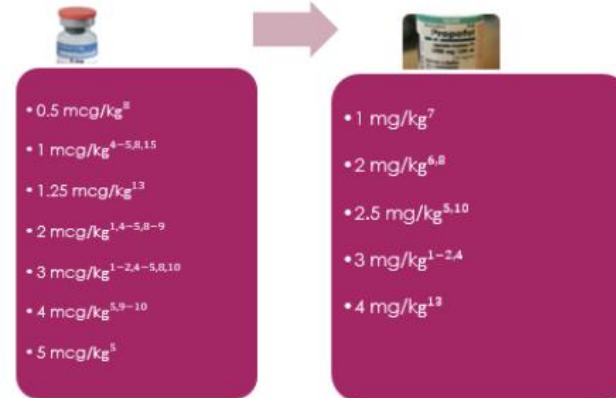 Propofol
• 0.5 mcg/kg⁸
• 1 mcg/kg⁴⁻⁵,⁸,¹⁵
• 1.25 mcg/kg¹³
• 2 mcg/kg¹,⁴⁻⁵,⁸⁻⁹
• 3 mcg/kg¹⁻²,⁴⁻⁵,⁸,¹⁰
• 4 mcg/kg⁵,⁹⁻¹⁰
• 5 mcg/kg⁵
• 1 mg/kg⁷
• 2 mg/kg⁶,⁸
• 2.5 mg/kg⁵,¹⁰
• 3 mg/kg¹⁻²,⁴
• 4 mg/kg¹³